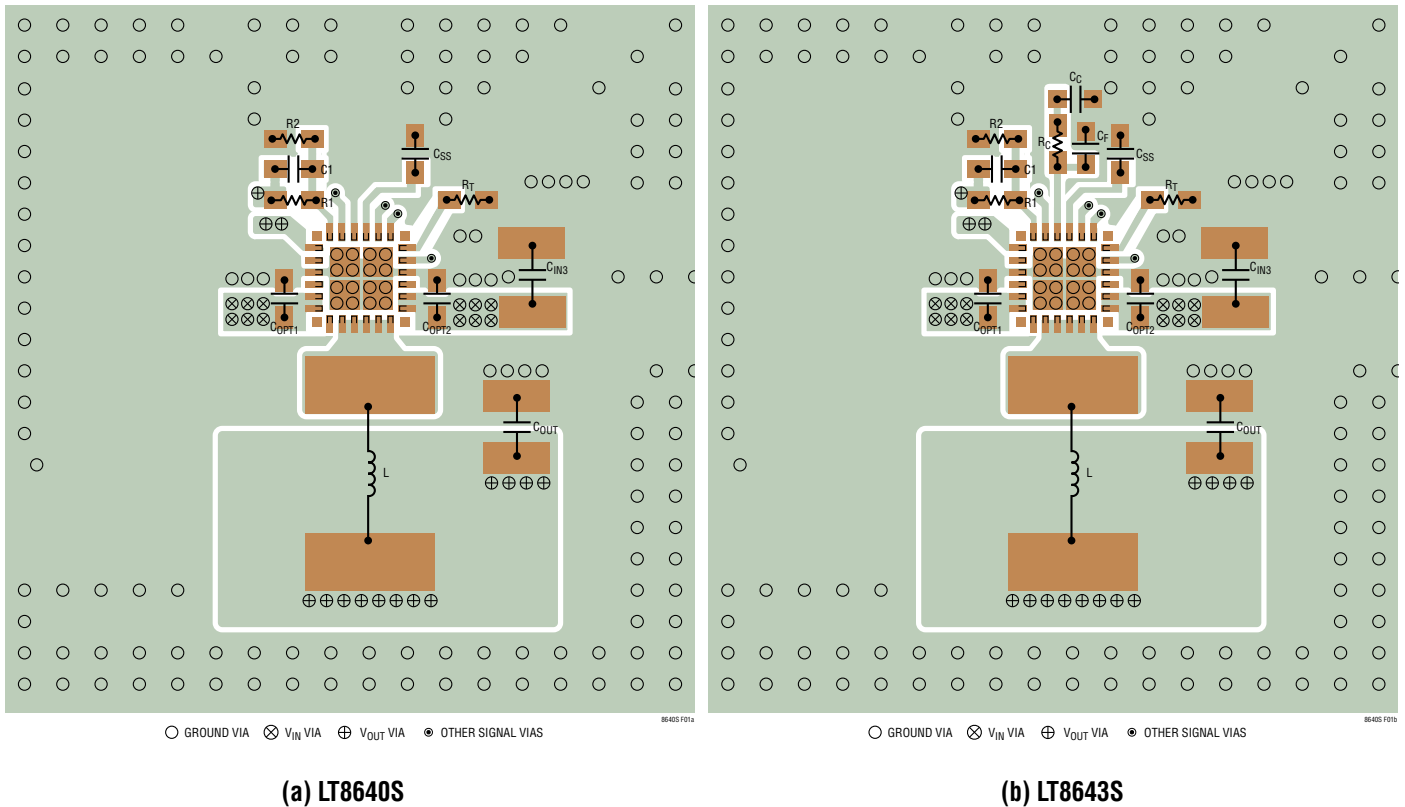 R2
C1
R1
CSS
RT
CIN3
COPT1
COPT2
COUT
L
8640S F01a
GROUND VIA
VIN VIA
VOUT VIA
OTHER SIGNAL VIAS
(a) LT8640S
CC
R2
RC
CF
C1
CSS
R1
RT
CIN3
COPT1
COPT2
COUT
L
8640S F01b
GROUND VIA
VIN VIA
VOUT VIA
OTHER SIGNAL VIAS
(b) LT8643S